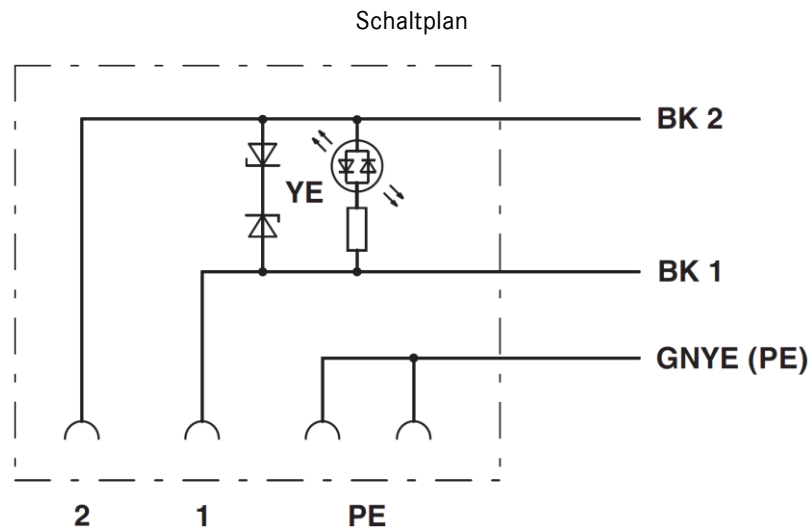 Schaltplan
BK 2
YE
BK 1
GNYE (PE)
2 1 PE